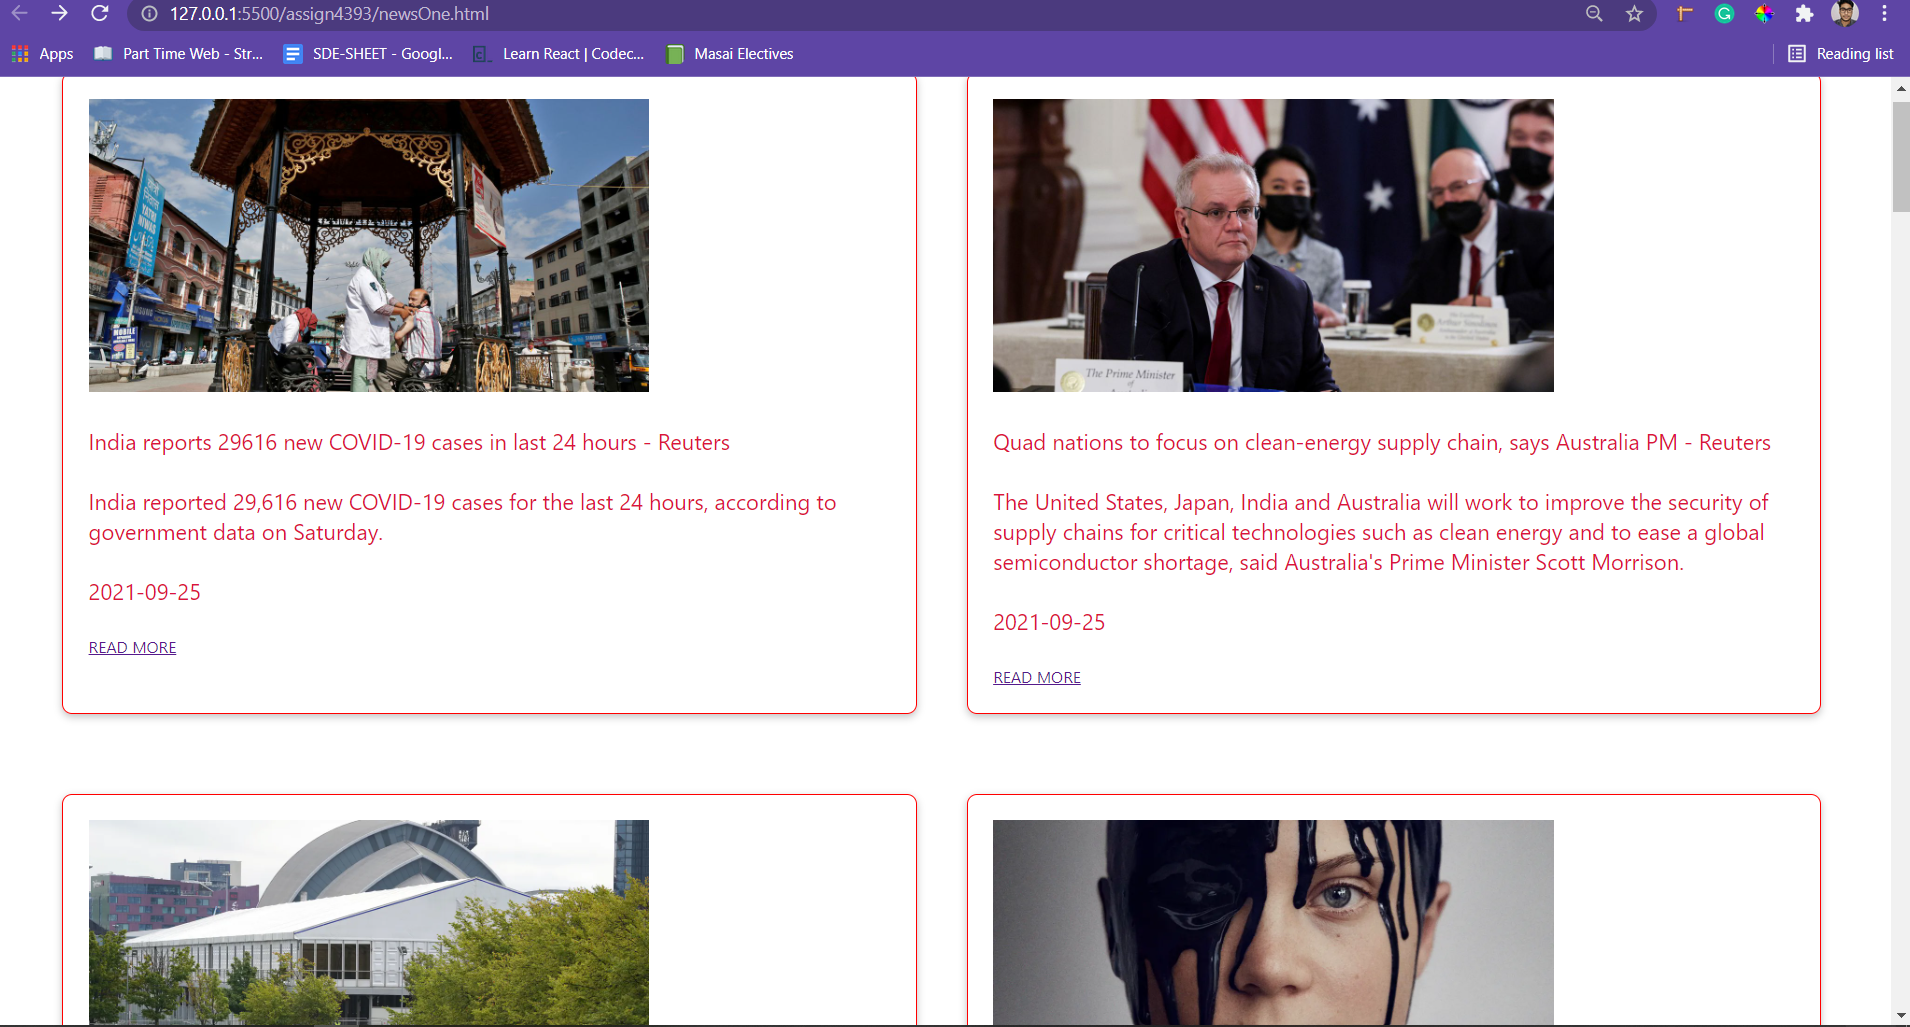 127.0.0.1:5500/assign4393/newsOne.html
Apps
Part Time Web - Str...
SDE-SHEET - Googl...
Learn React | Codec...
Masai Electives
Reading list
YATRI
NIWAS
MOBILE
India reports 29616 new COVID-19 cases in last 24 hours - Reuters
India reported 29,616 new COVID-19 cases for the last 24 hours, according to
government data on Saturday.
2021-09-25
READ MORE
The Prime Minister
of
Quad nations to focus on clean-energy supply chain, says Australia PM - Reuters
The United States, Japan, India and Australia will work to improve the security of
supply chains for critical technologies such as clean energy and to ease a global
semiconductor shortage, said Australia's Prime Minister Scott Morrison.
2021-09-25
READ MORE